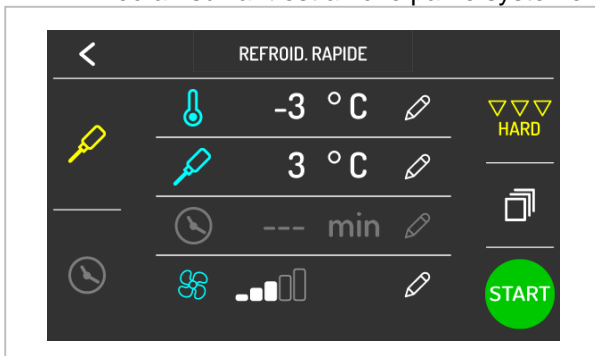 REFROID. RAPIDE
-3 °C
HARD
3 °C
--- min
START